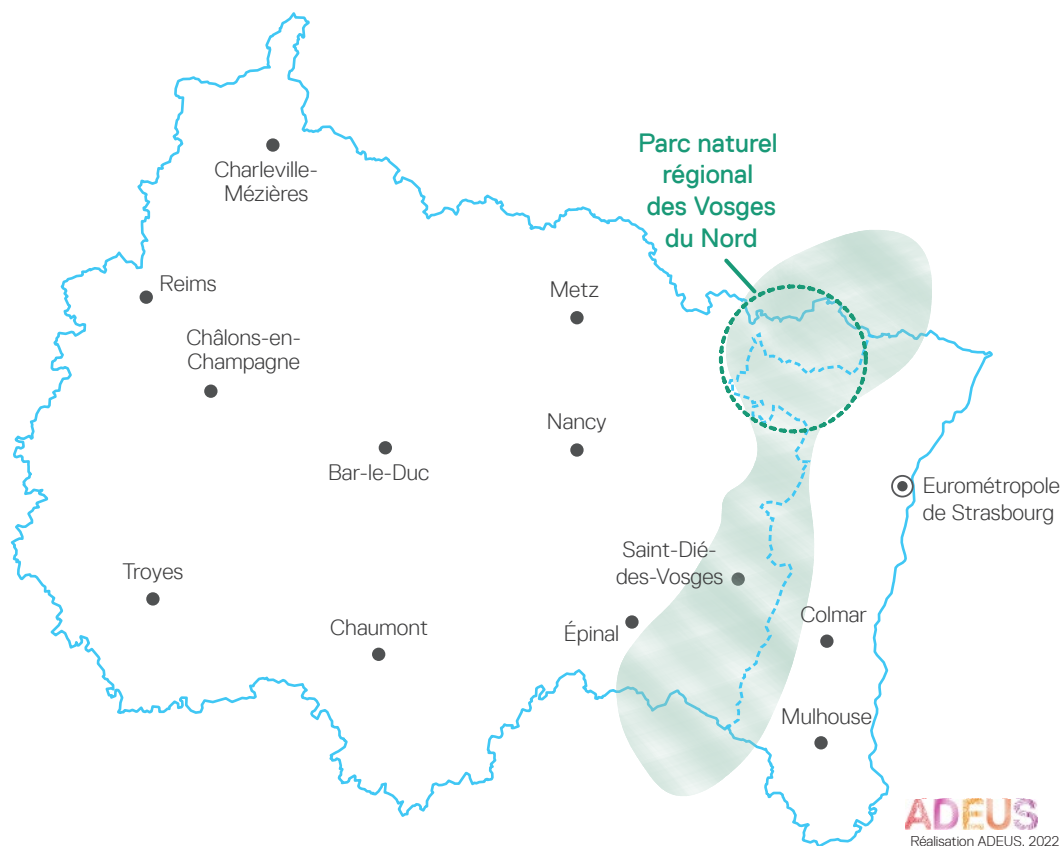 Parc naturel
régional
des Vosges
du Nord
Charleville-
Mézières
Reims
Metz
Châlons-en-
Champagne
Nancy
Bar-le-Duc
Eurométropole
de Strasbourg
Saint-Dié-
des-Vosges
Troyes
Colmar
Chaumont
Épinal
Mulhouse
ADEUS
Réalisation ADEUS, 2022